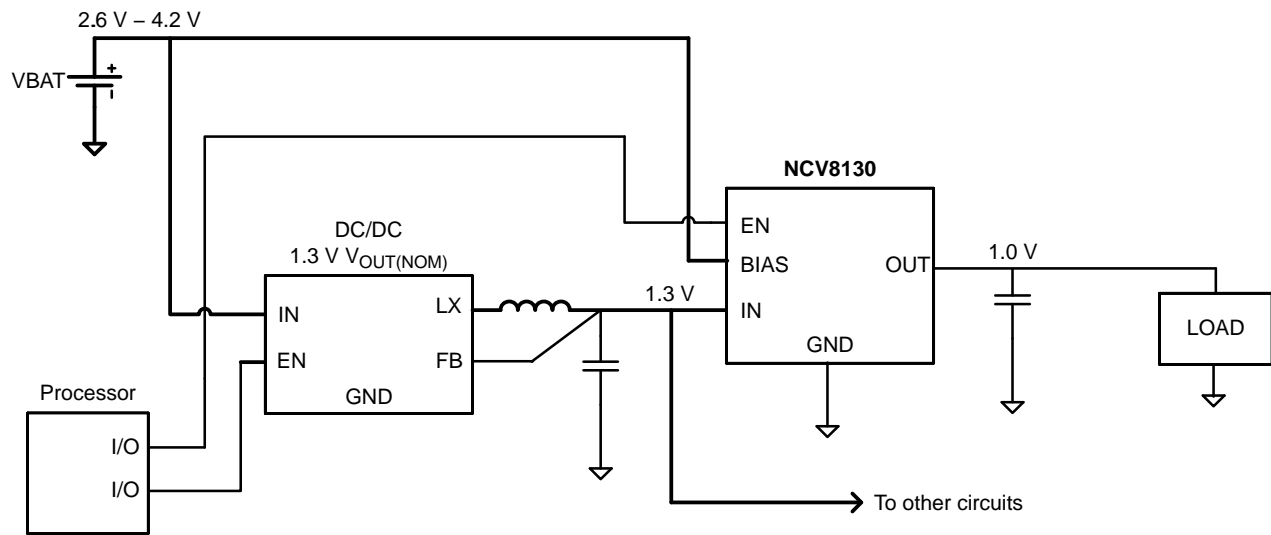 2.6 V – 4.2 V
VBAT
+
NCV8130
EN
BIAS
IN
OUT
GND
1.0 V
LOAD
DC/DC
1.3 V VOUT(NOM)
IN
EN
LX
FB
GND
1.3 V
Processor
I/O
I/O
To other circuits